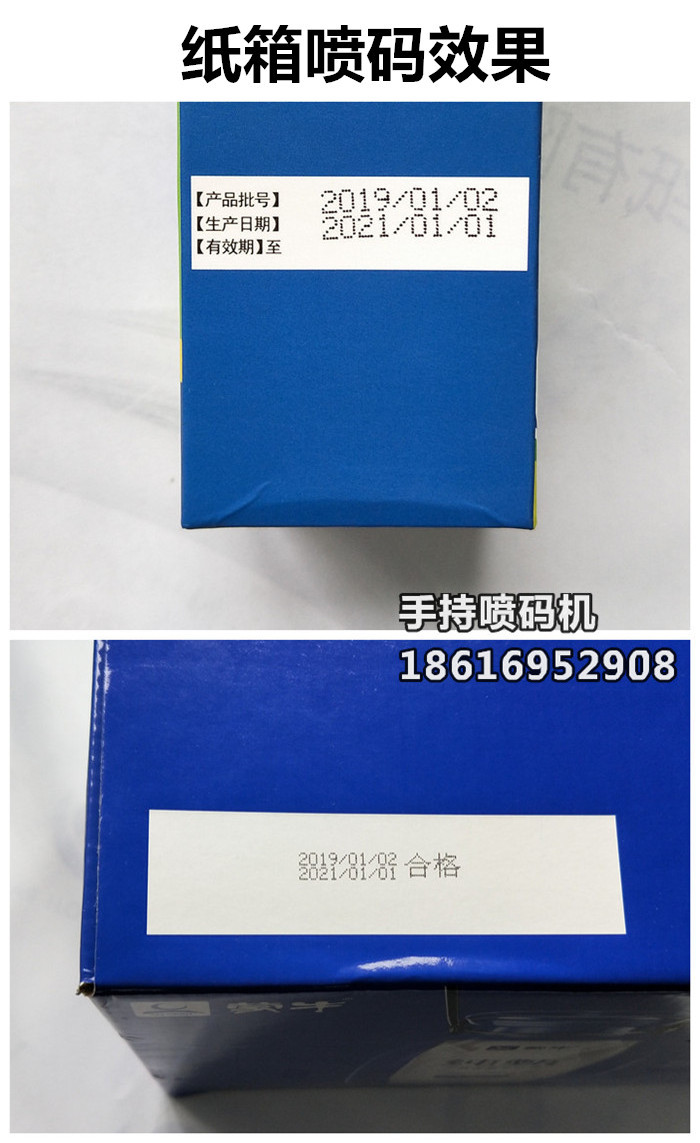 纸箱喷码效果
【产品批号】 2019/01/02
【生产日期】 2021/01/01
【有效期】至
手持喷码机
18616952908
2019/01/02
2021/01/01 合格
蒙牛